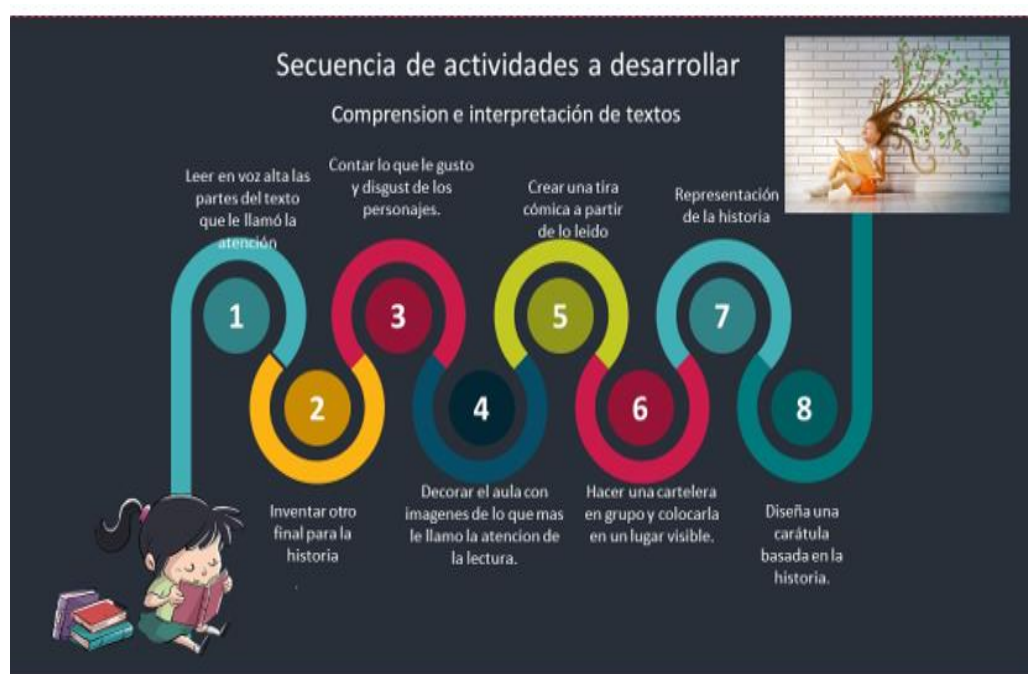 Secuencia de actividades a desarrollar
Comprension e interpretación de textos
Leer en voz alta las
partes del texto
que le llamó la
atención
1
Inventar otro
final para la
historia
.
2
Contar lo que le gusto
y disgust de los
personajes.
3
Decorar el aula con
imagenes de lo que mas
le llamo la atencion de
la lectura.
4
Crear una tira
cómica a partir
de lo leido
5
Hacer una cartelera
en grupo y colocarla
en un lugar visible.
6
Representación
de la historia
7
Diseña una
carátula
basada en la
historia.
8